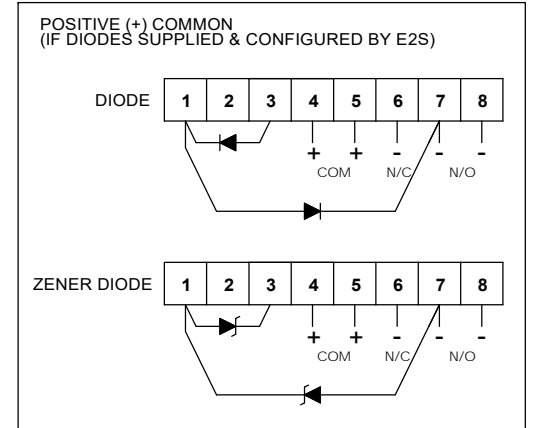 POSITIVE (+) COMMON
(IF DIODES SUPPLIED & CONFIGURED BY E2S)
DIODE 1 2 3 4 5 6 7 8
+ + - - -
COM N/C N/O
ZENER DIODE 1 2 3 4 5 6 7 8
+ + - - -
COM N/C N/O